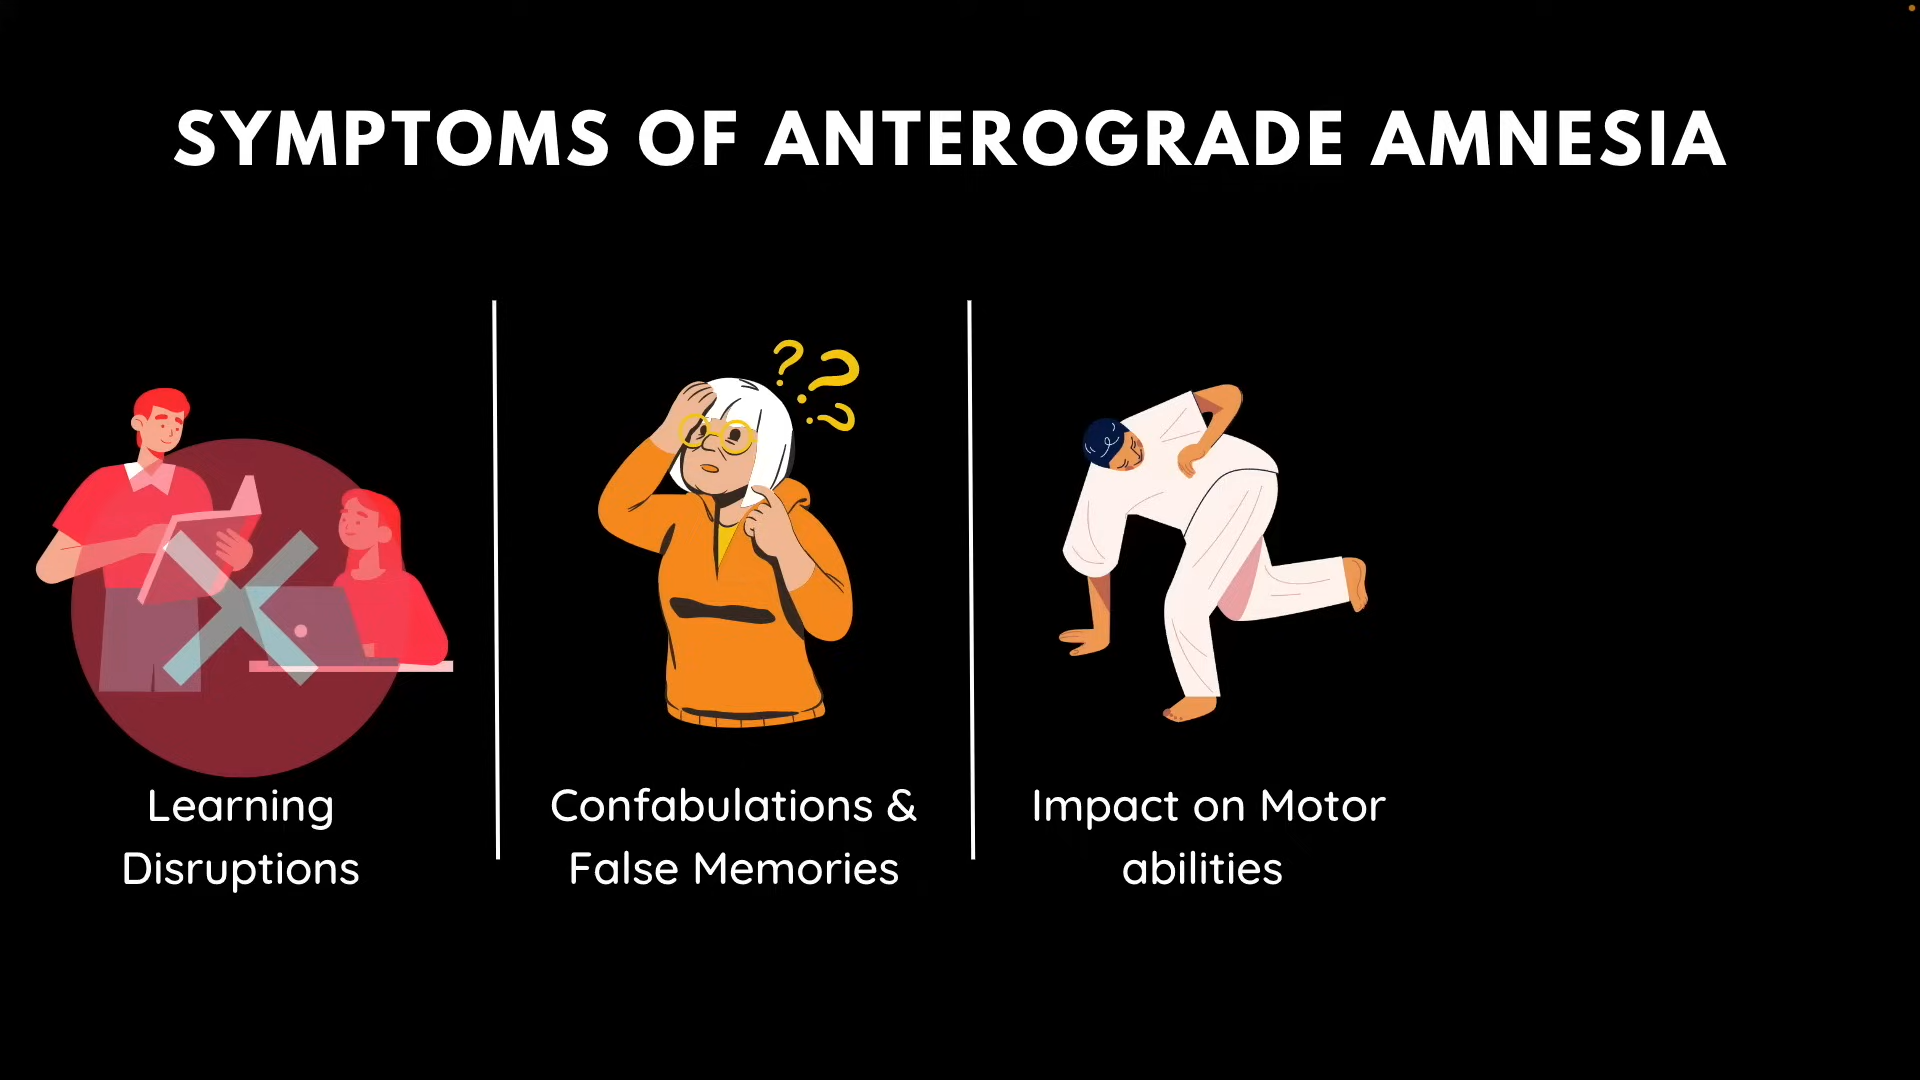 SYMPTOMS OF ANTEROGRADE AMNESIA
???
Learning
Disruptions
Confabulations &
False Memories
Impact on Motor
abilities